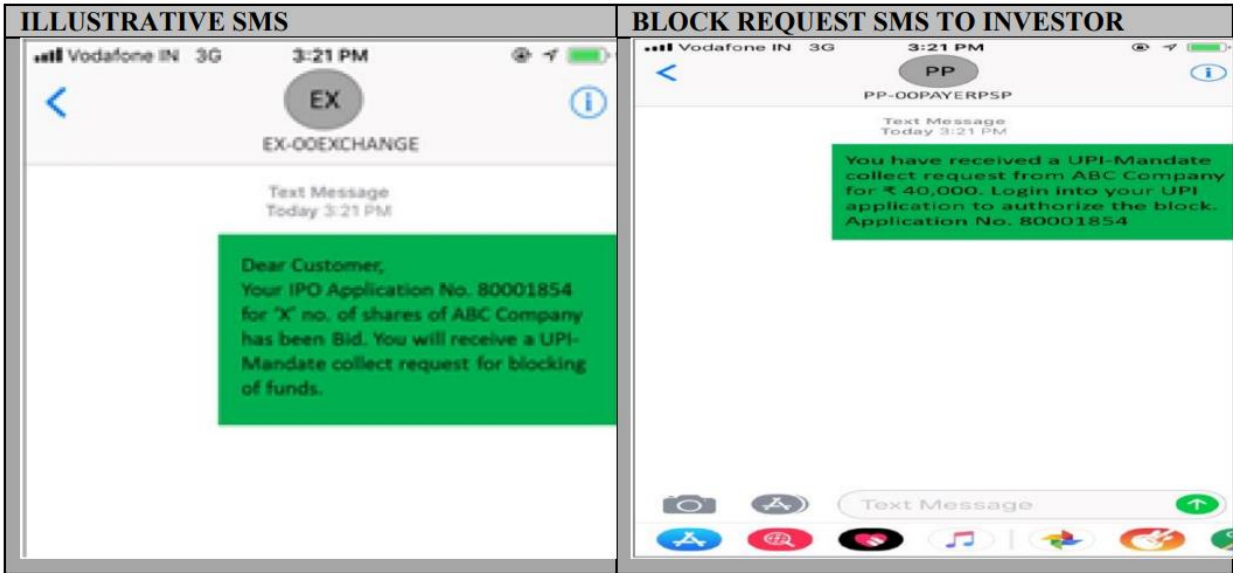 ILLUSTRATIVE SMS
Vodafone IN 3G 3:21 PM
EX
EX-OOEXCHANGE
Text Message
Today 3:21 PM
Dear Customer,
Your IPO Application No. 80001854
for 'X' no. of shares of ABC Company
has been Bid. You will receive a UPI-
Mandate collect request for blocking
of funds.
BLOCK REQUEST SMS TO INVESTOR
Vodafone IN 3G 3:21 PM
PP
PP-OOPAYERPSP
Text Message
Today 3:21 PM
You have received a UPI-Mandate
collect request from ABC Company
for ₹ 40,000. Login into your UPI
application to authorize the block.
Application No. 80001854
Text Message